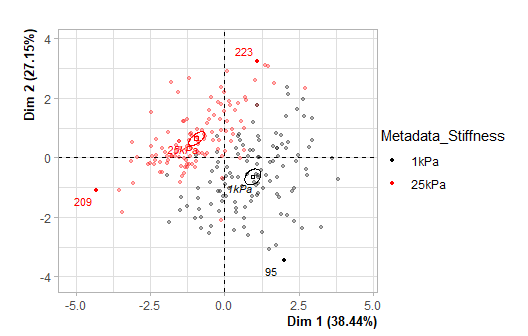 223
4
Dim 2 (27.15%)
2
25kPa
0
1kPa
209
-2
95
-4
-5.0
-2.5
0.0
2.5
5.0
Dim 1 (38.44%)
Metadata_Stiffness
1kPa
25kPa